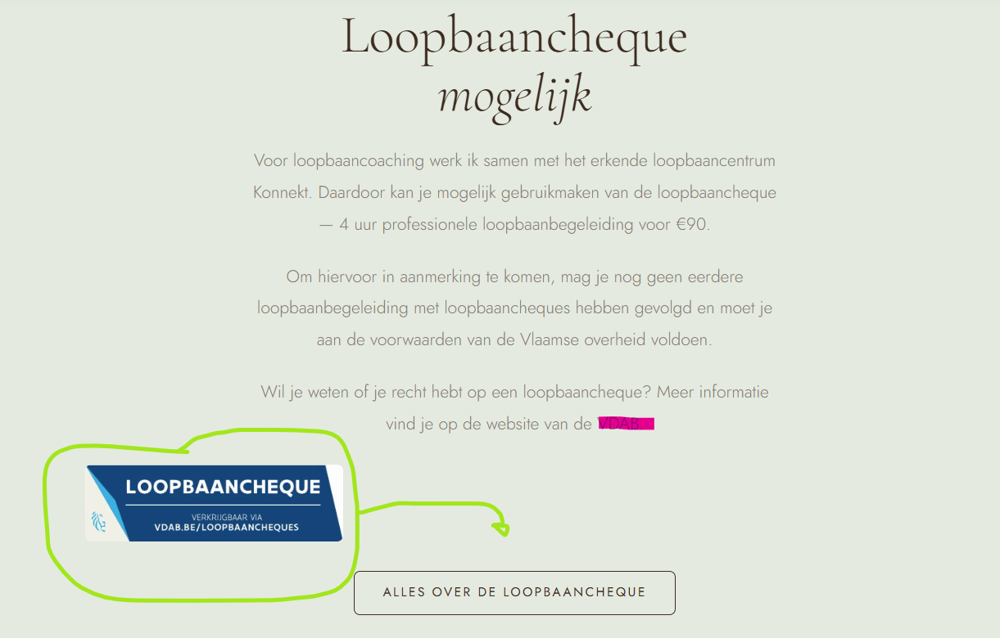 Loopbaancheque
mogelijk
Voor loopbaancoaching werk ik samen met het erkende loopbaancentrum
Konnekt. Daardoor kan je mogelijk gebruikmaken van de loopbaancheque
— 4 uur professionele loopbaanbegeleiding voor €90.
Om hiervoor in aanmerking te komen, mag je nog geen eerdere
loopbaanbegeleiding met loopbaancheques hebben gevolgd en moet je
aan de voorwaarden van de Vlaamse overheid voldoen.
Wil je weten of je recht hebt op een loopbaancheque? Meer informatie
vind je op de website van de VDAB
LOOPBAANCHEQUE
VERKRIJGBAAR VIA
VDAB.BE/LOOPBAANCHEQUES
ALLES OVER DE LOOPBAANCHEQUE